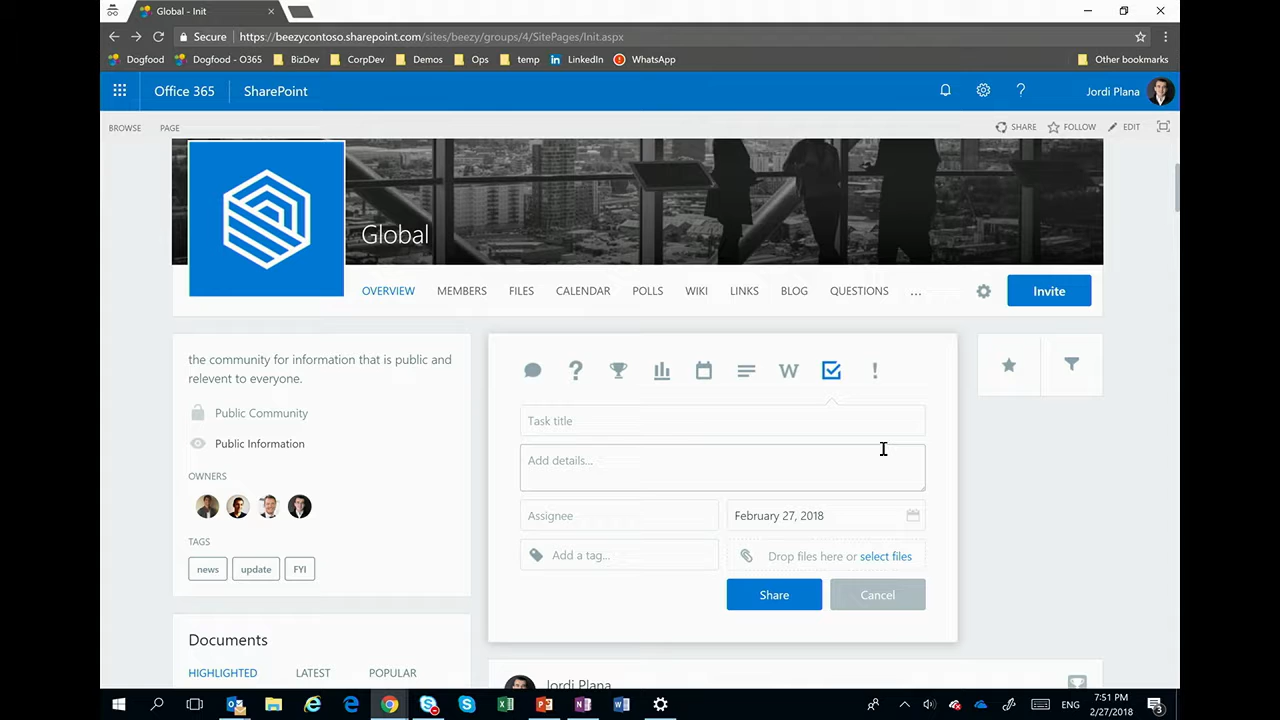 Global - Init
Secure
https://beezycontoso.sharepoint.com/sites/beezy/groups/4/SitePages/Init.aspx
Dogfood
Dogfood - O365
BizDev
CorpDev
Demos
Ops
temp
LinkedIn
WhatsApp
Other bookmarks
Office 365
SharePoint
Jordi Plana
BROWSE
PAGE
SHARE
FOLLOW
EDIT
Global
OVERVIEW
MEMBERS
FILES
CALENDAR
POLLS
WIKI
LINKS
BLOG
QUESTIONS
...
Invite
the community for information that is public and
relevent to everyone.
Public Community
Public Information
OWNERS
TAGS
news
update
FYI
Documents
HIGHLIGHTED
LATEST
POPULAR
W
Task title
Add details...
Assignee
February 27, 2018
Add a tag...
Drop files here or select files
Share
Cancel
Jordi Plana
ENG
7:51 PM
2/27/2018
3